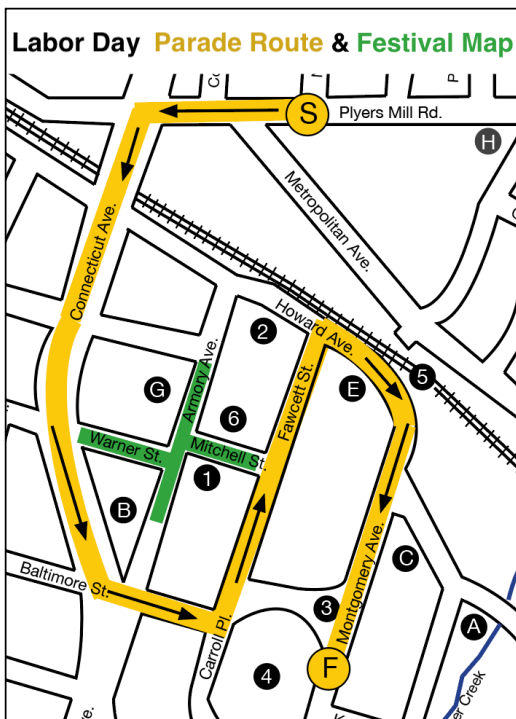 Labor Day Parade Route & Festival Map
S
Plyers Mill Rd.
H
Metropolitan Ave.
Connecticut Ave.
Howard Ave.
2
5
Armory Ave.
G
E
Fawcett St.
6
Warner St.
Mitchell St.
1
B
Montgomery Ave.
C
Baltimore St.
3
Carroll Pl.
A
F
4
Creek